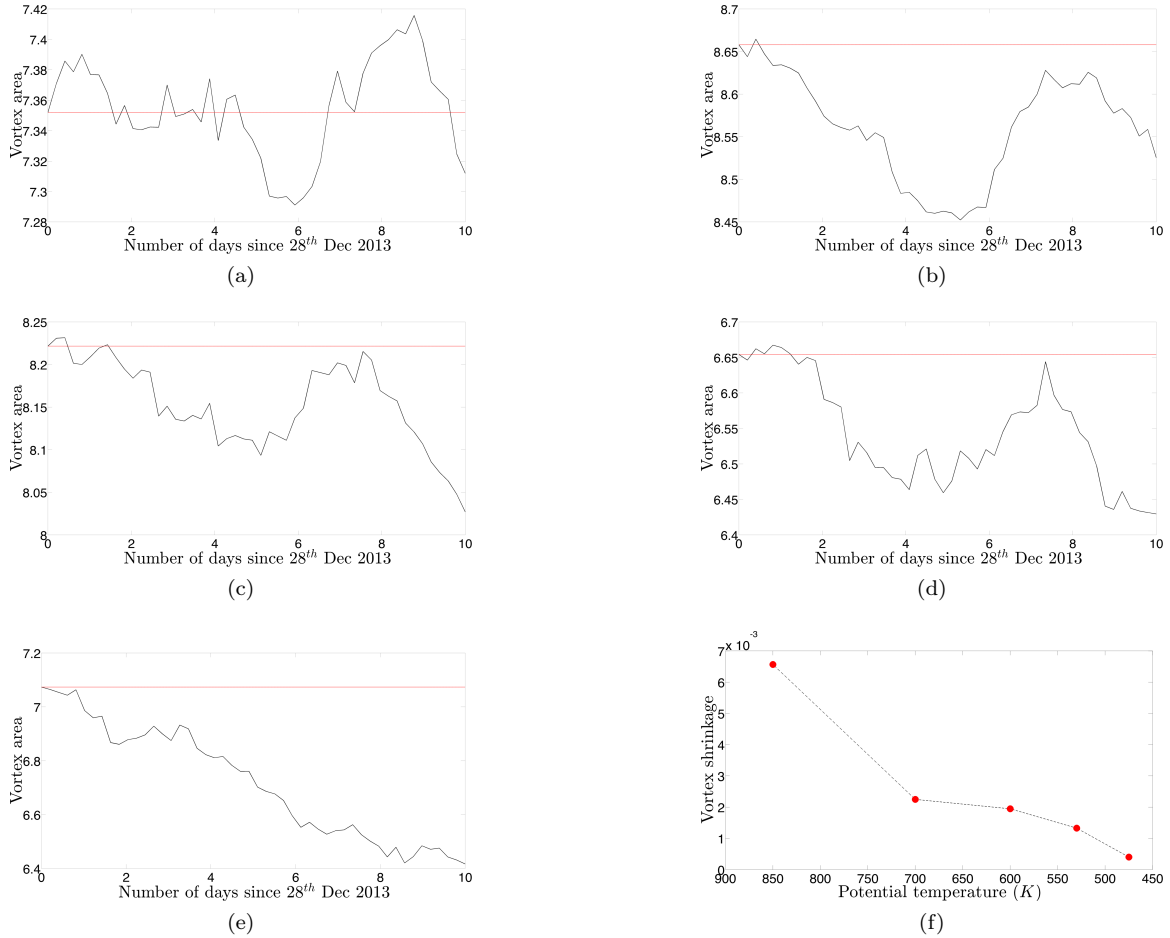 7.42
7.4
7.38
7.36
7.34
7.32
7.3
7.28
Vortex area
0 2 4 6 8 10
Number of days since 28th Dec 2013
(a)
8.7
8.65
8.6
8.55
8.5
8.45
Vortex area
0 2 4 6 8 10
Number of days since 28th Dec 2013
(b)
8.25
8.2
8.15
8.1
8.05
8
Vortex area
0 2 4 6 8 10
Number of days since 28th Dec 2013
(c)
6.7
6.65
6.6
6.55
6.5
6.45
6.4
Vortex area
0 2 4 6 8 10
Number of days since 28th Dec 2013
(d)
7.2
7
6.8
6.6
6.4
Vortex area
0 2 4 6 8 10
Number of days since 28th Dec 2013
(e)
x 10^-3
7
6
5
4
3
2
1
0
Vortex shrinkage
900 850 800 750 700 650 600 550 500 450
Potential temperature (K)
(f)